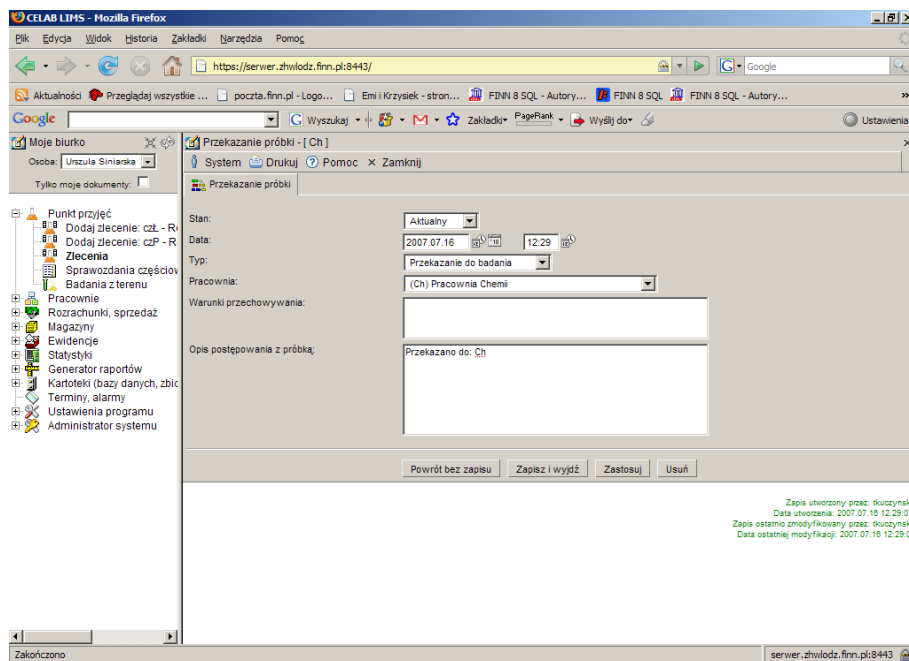 CELAB LIMS - Mozilla Firefox
Plik Edycja Widok Historia Zakładki Narzędzia Pomoc
https://serwer.zhwlodz.finn.pl:8443/ Google
Aktualności Przeglądaj wszystkie ... poczta.finn.pl - Logo... Emi i Krzysiek - stron... FINN 8 SQL - Autory... FINN 8 SQL FINN 8 SQL - Autory... »
Google Wyszukaj Zakładki PageRank Wyślij do Ustawienia
Moje biurko
Osoba: Urszula Siniarska
Tylko moje dokumenty:
Punkt przyjęć
Dodaj zlecenie: czŁ - R
Dodaj zlecenie: czP - R
Zlecenia
Sprawozdania częściow
Badania z terenu
Pracownie
Rozrachunki, sprzedaż
Magazyny
Ewidencje
Statystyki
Generator raportów
Kartoteki (bazy danych, zbio
Terminy, alarmy
Ustawienia programu
Administrator systemu
Przekazanie próbki - [ Ch ]
System Drukuj Pomoc × Zamknij
Przekazanie próbki
Stan: Aktualny
Data: 2007.07.16 12:29
Typ: Przekazanie do badania
Pracownia: (Ch) Pracownia Chemii
Warunki przechowywania:
Opis postępowania z próbką: Przekazano do: Ch
Powrót bez zapisu Zapisz i wyjdź Zastosuj Usuń
Zapis utworzony przez: tkuczynsk
Data utworzenia: 2007.07.16 12:29:0
Zapis ostatnio zmodyfikowany przez: tkuczynsk
Data ostatniej modyfikacji: 2007.07.16 12:29:0
Zakończono serwer.zhwlodz.finn.pl:8443